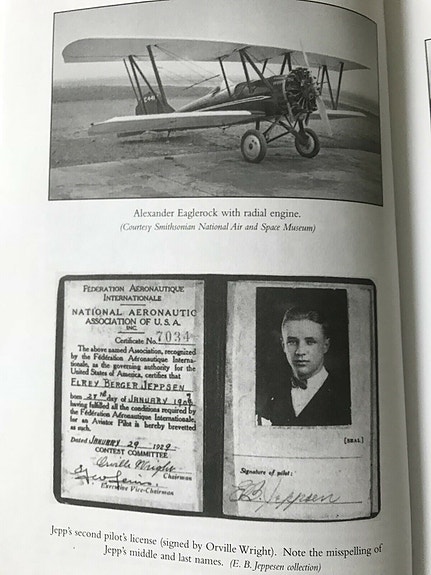 Alexander Eaglerock with radial engine.
(Courtesy Smithsonian National Air and Space Museum)
FEDERATION AERONAUTIQUE
INTERNATIONALE
NATIONAL AERONAUTIC
ASSOCIATION OF U.S.A.
INC.
Certificate No. 7034
The above named Association, recognized
by the Fédération Aéronautique Interna-
tionale, as the governing authority for the
United States of America, certifies that
ELREY BERGER JEPPSEN
born day of JANUARY
having fulfilled all the conditions required by
the Fédération Aéronautique Internationale,
for an Aviator Pilot is hereby brevetted
as such.
Dated JANUARY 29 1929
CONTEST COMMITTEE
Orville Wright
Chairman
Executive Vice-Chairman
[SEAL]
Signature of pilot:
E.B. Jeppesen
Jepp's second pilot's license (signed by Orville Wright). Note the misspelling of
Jepp's middle and last names. (E. B. Jeppesen collection)